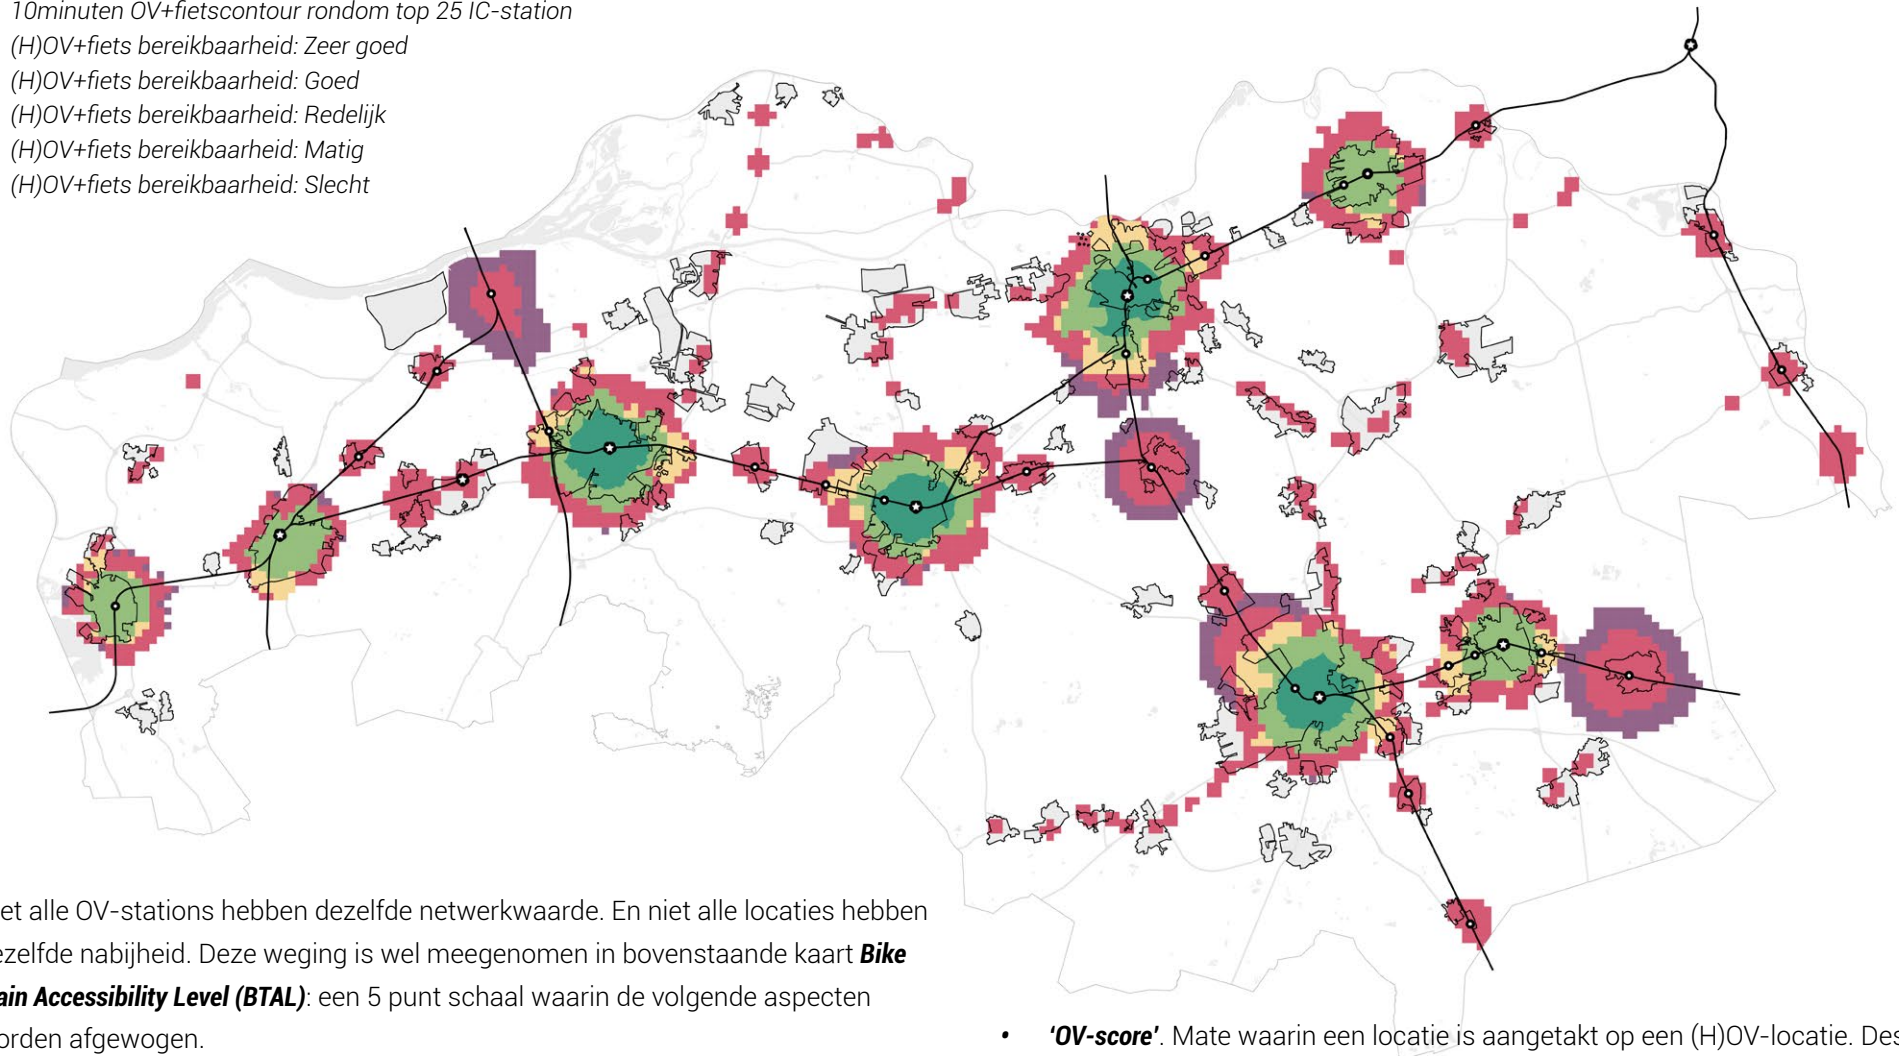 10minuten OV+fietscontour rondom top 25 IC-station
(H)OV+fiets bereikbaarheid: Zeer goed
(H)OV+fiets bereikbaarheid: Goed
(H)OV+fiets bereikbaarheid: Redelijk
(H)OV+fiets bereikbaarheid: Matig
(H)OV+fiets bereikbaarheid: Slecht
et alle OV-stations hebben dezelfde netwerkwaarde. En niet alle locaties hebben
ezelfde nabijheid. Deze weging is wel meegenomen in bovenstaande kaart Bike
ain Accessibility Level (BTAL): een 5 punt schaal waarin de volgende aspecten
orden afgewogen.
• 'OV-score'. Mate waarin een locatie is aangetakt op een (H)OV-locatie. Des